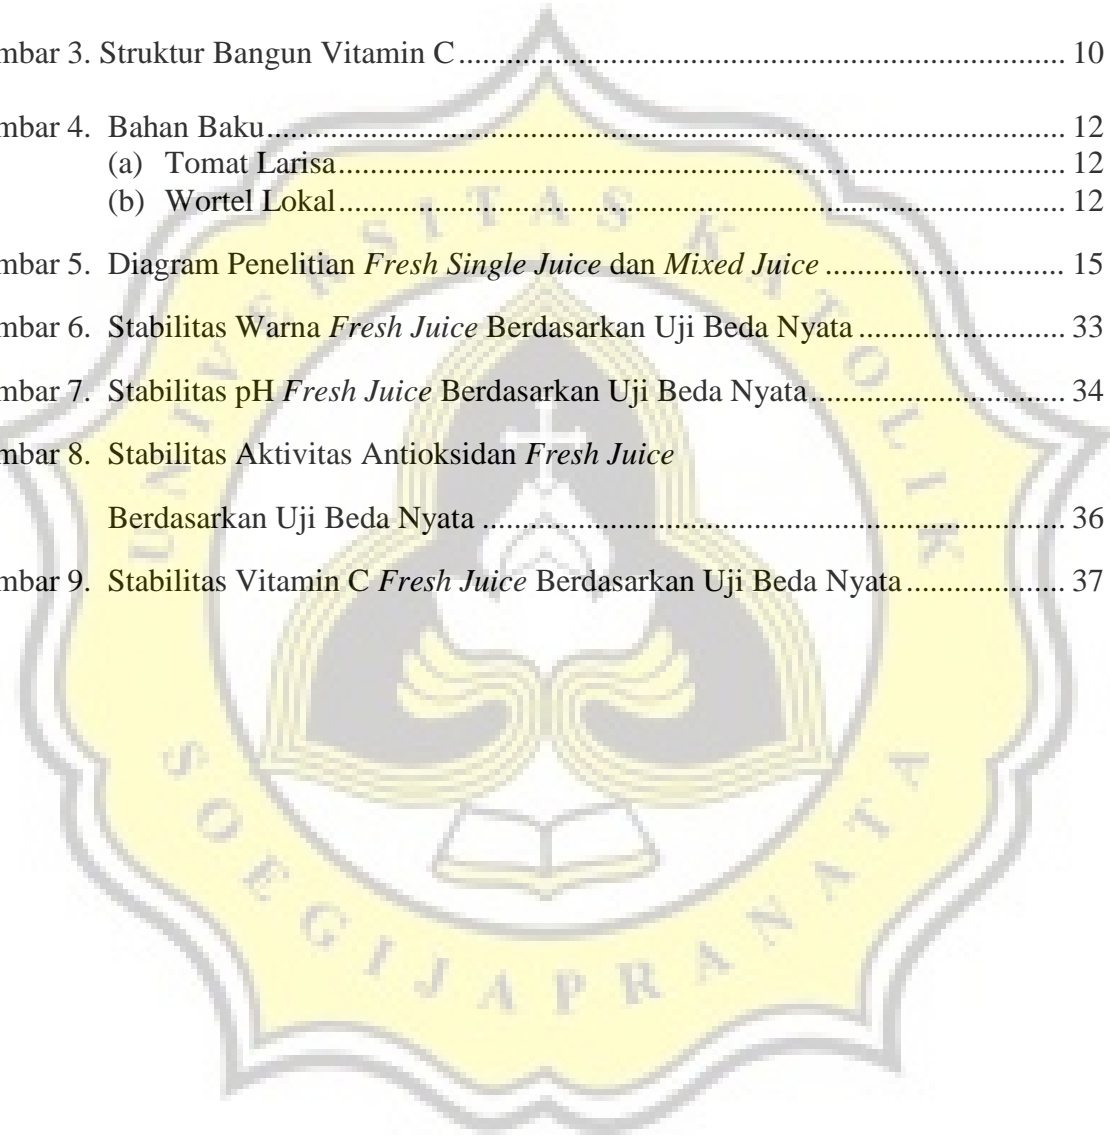 mbar 3. Struktur Bangun Vitamin C ........................................................................... 10
mbar 4. Bahan Baku.................................................................................................. 12
(a) Tomat Larisa......................................................................................... 12
(b) Wortel Lokal......................................................................................... 12
mbar 5. Diagram Penelitian Fresh Single Juice dan Mixed Juice ............................. 15
mbar 6. Stabilitas Warna Fresh Juice Berdasarkan Uji Beda Nyata ......................... 33
mbar 7. Stabilitas pH Fresh Juice Berdasarkan Uji Beda Nyata ............................... 34
mbar 8. Stabilitas Aktivitas Antioksidan Fresh Juice
Berdasarkan Uji Beda Nyata ........................................................................ 36
mbar 9. Stabilitas Vitamin C Fresh Juice Berdasarkan Uji Beda Nyata ................... 37
UNIVERSITAS KATOLIK
SOEGIJAPRANATA